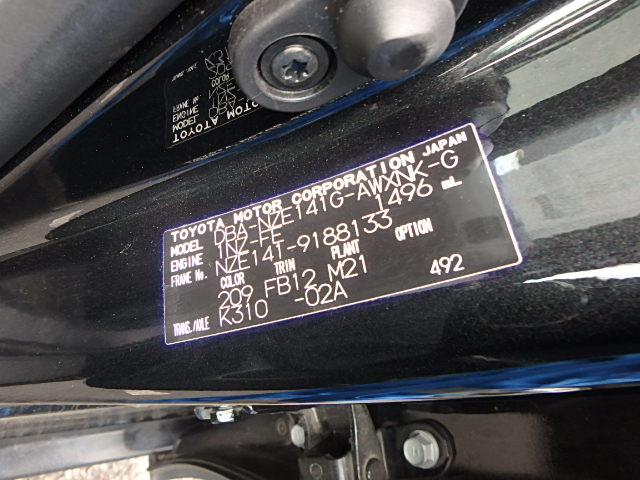 TOYOTA MOTOR CORPORATION JAPAN
MODEL DBA-NZE141G-AWXNK-G
ENGINE 1NZ-FE 1496 mL
FRAME No. NZE141-9188133
COLOR TRIM PLANT OPTION
209 FB12 M21 492
TRANS./AXLE K310 -02A